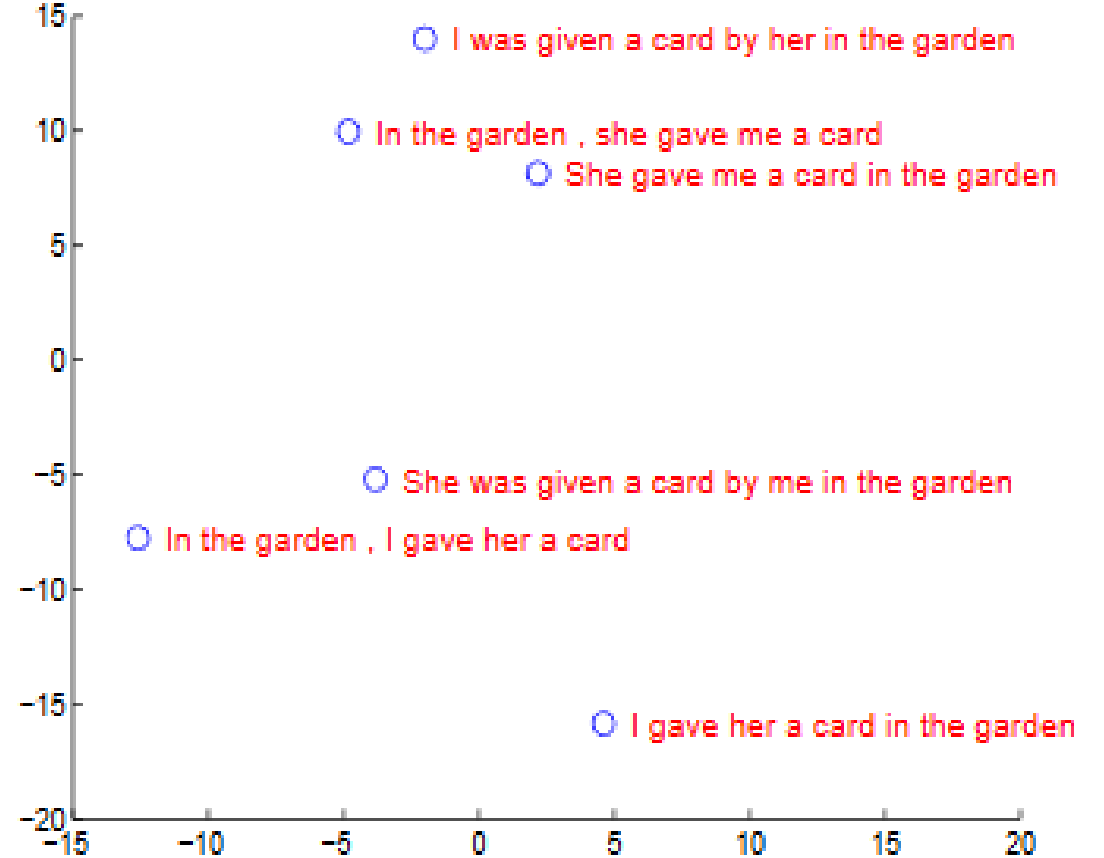 15
I was given a card by her in the garden
10
In the garden , she gave me a card
She gave me a card in the garden
5
0
−5
She was given a card by me in the garden
In the garden , I gave her a card
−10
−15
I gave her a card in the garden
−20
−15 −10 −5 0 5 10 15 20